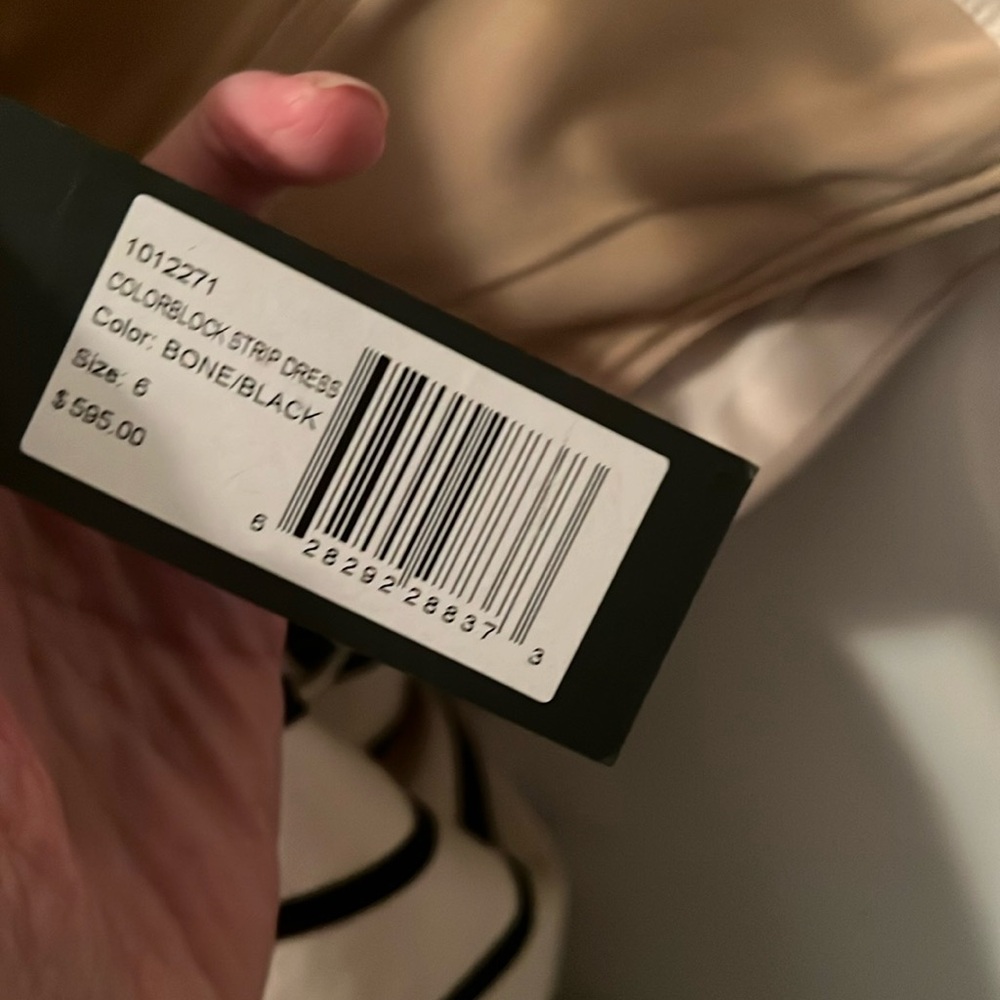 1012271
COLORBLOCK STRIP DRESS
Color: BONE/BLACK
Size: 6
$595.00
6 28292 28837 3